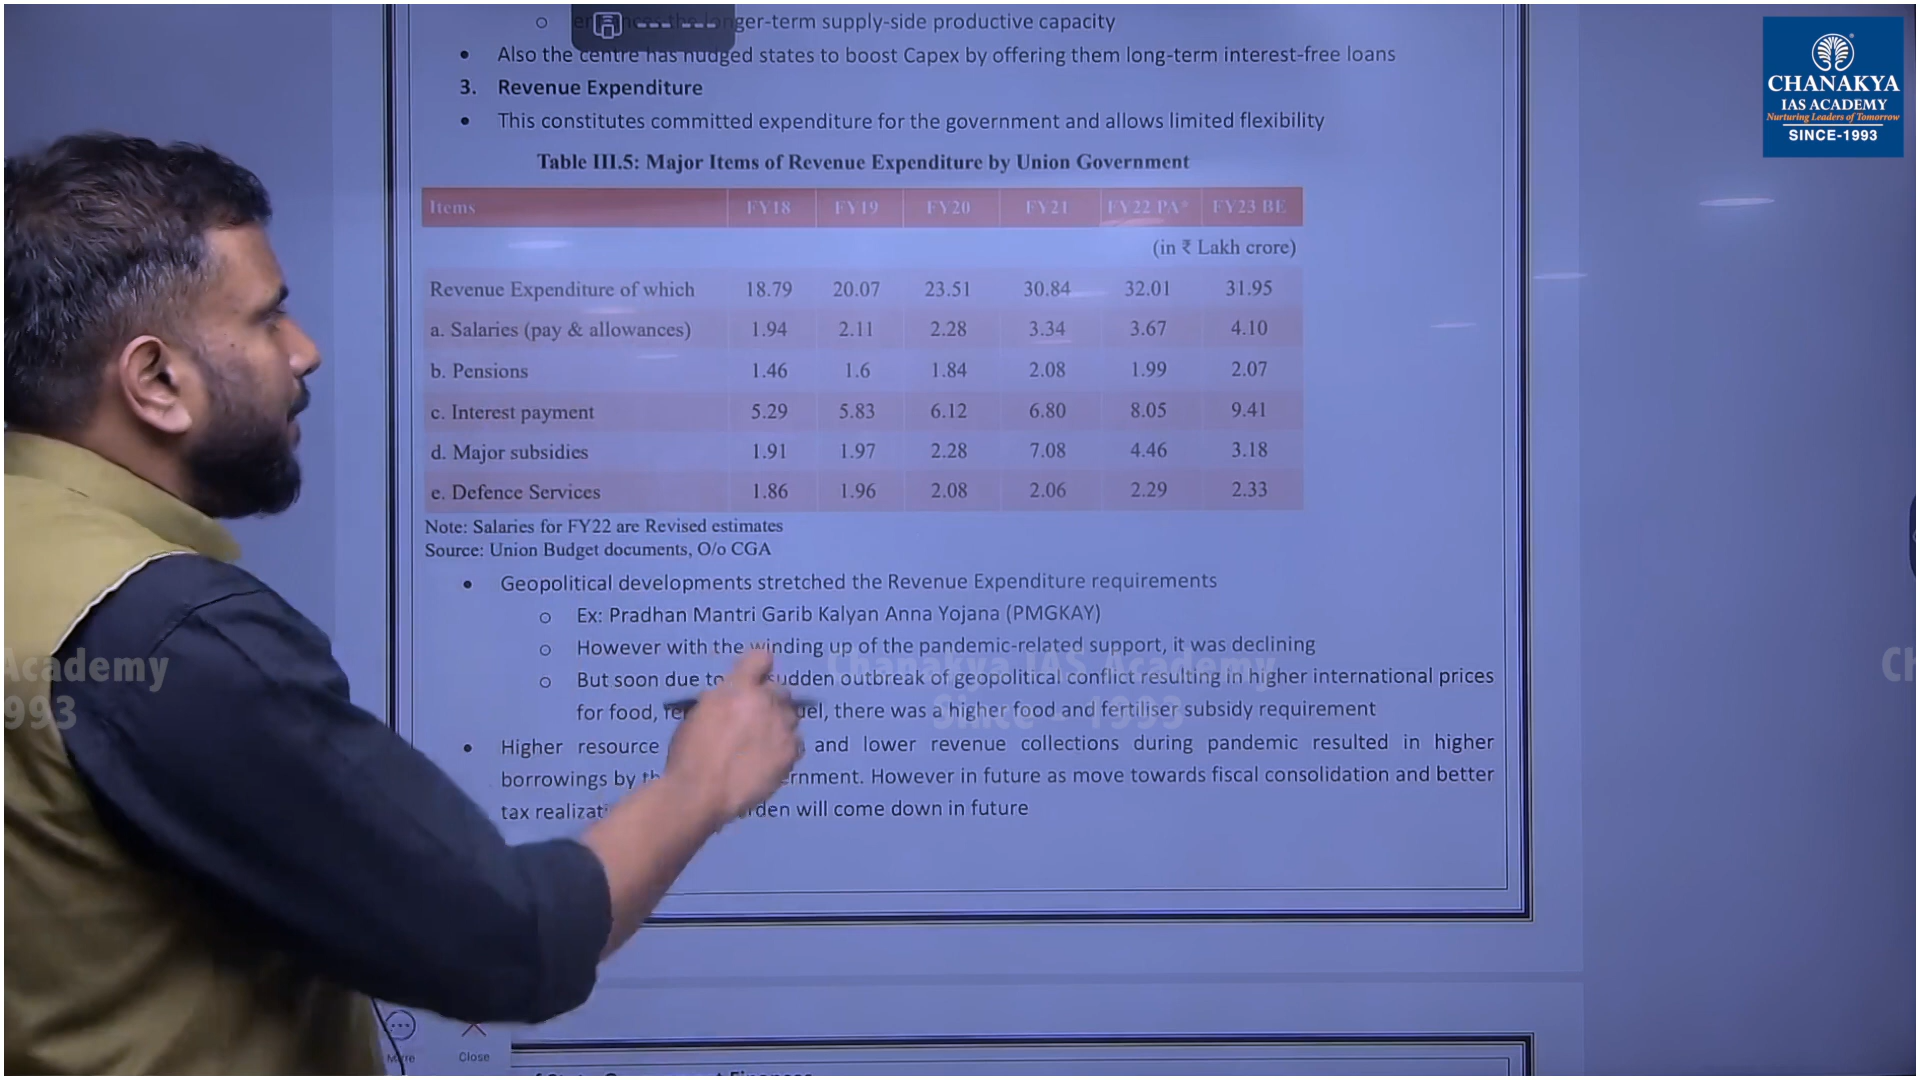 longer-term supply-side productive capacity
• Also the centre has nudged states to boost Capex by offering them long-term interest-free loans
3. Revenue Expenditure
• This constitutes committed expenditure for the government and allows limited flexibility
Table III.5: Major Items of Revenue Expenditure by Union Government
Items FY18 FY19 FY20 FY21 FY22 PA* FY23 BE
(in ₹ Lakh crore)
Revenue Expenditure of which 18.79 20.07 23.51 30.84 32.01 31.95
a. Salaries (pay & allowances) 1.94 2.11 2.28 3.34 3.67 4.10
b. Pensions 1.46 1.6 1.84 2.08 1.99 2.07
c. Interest payment 5.29 5.83 6.12 6.80 8.05 9.41
d. Major subsidies 1.91 1.97 2.28 7.08 4.46 3.18
e. Defence Services 1.86 1.96 2.08 2.06 2.29 2.33
Note: Salaries for FY22 are Revised estimates
Source: Union Budget documents, O/o CGA
• Geopolitical developments stretched the Revenue Expenditure requirements
o Ex: Pradhan Mantri Garib Kalyan Anna Yojana (PMGKAY)
o However with the winding up of the pandemic-related support, it was declining
o But soon due to sudden outbreak of geopolitical conflict resulting in higher international prices
for food, there was a higher food and fertiliser subsidy requirement
• Higher resource and lower revenue collections during pandemic resulted in higher
borrowings by However in future as move towards fiscal consolidation and better
tax will come down in future
More Close
CHANAKYA
IAS ACADEMY
Nurturing Leaders of Tomorrow
SINCE-1993
Academy
993
Chanakya IAS Academy
Since - 1993
Ch